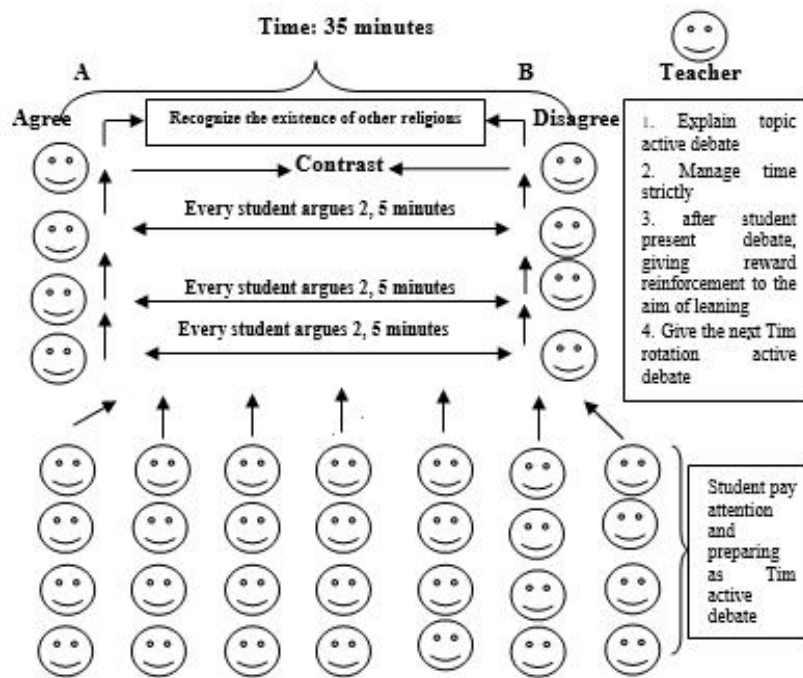 Time: 35 minutes
A
B
Teacher
Agree
Recognize the existence of other religions
Disagree
Contrast
Every student argues 2, 5 minutes
Every student argues 2, 5 minutes
Every student argues 2, 5 minutes
1. Explain topic
active debate
2. Manage time
strictly
3. after student
present debate,
giving reward
reinforcement to the
aim of leaning
4. Give the next Tim
rotation active
debate
Student pay
attention
and
preparing
as Tim
active
debate